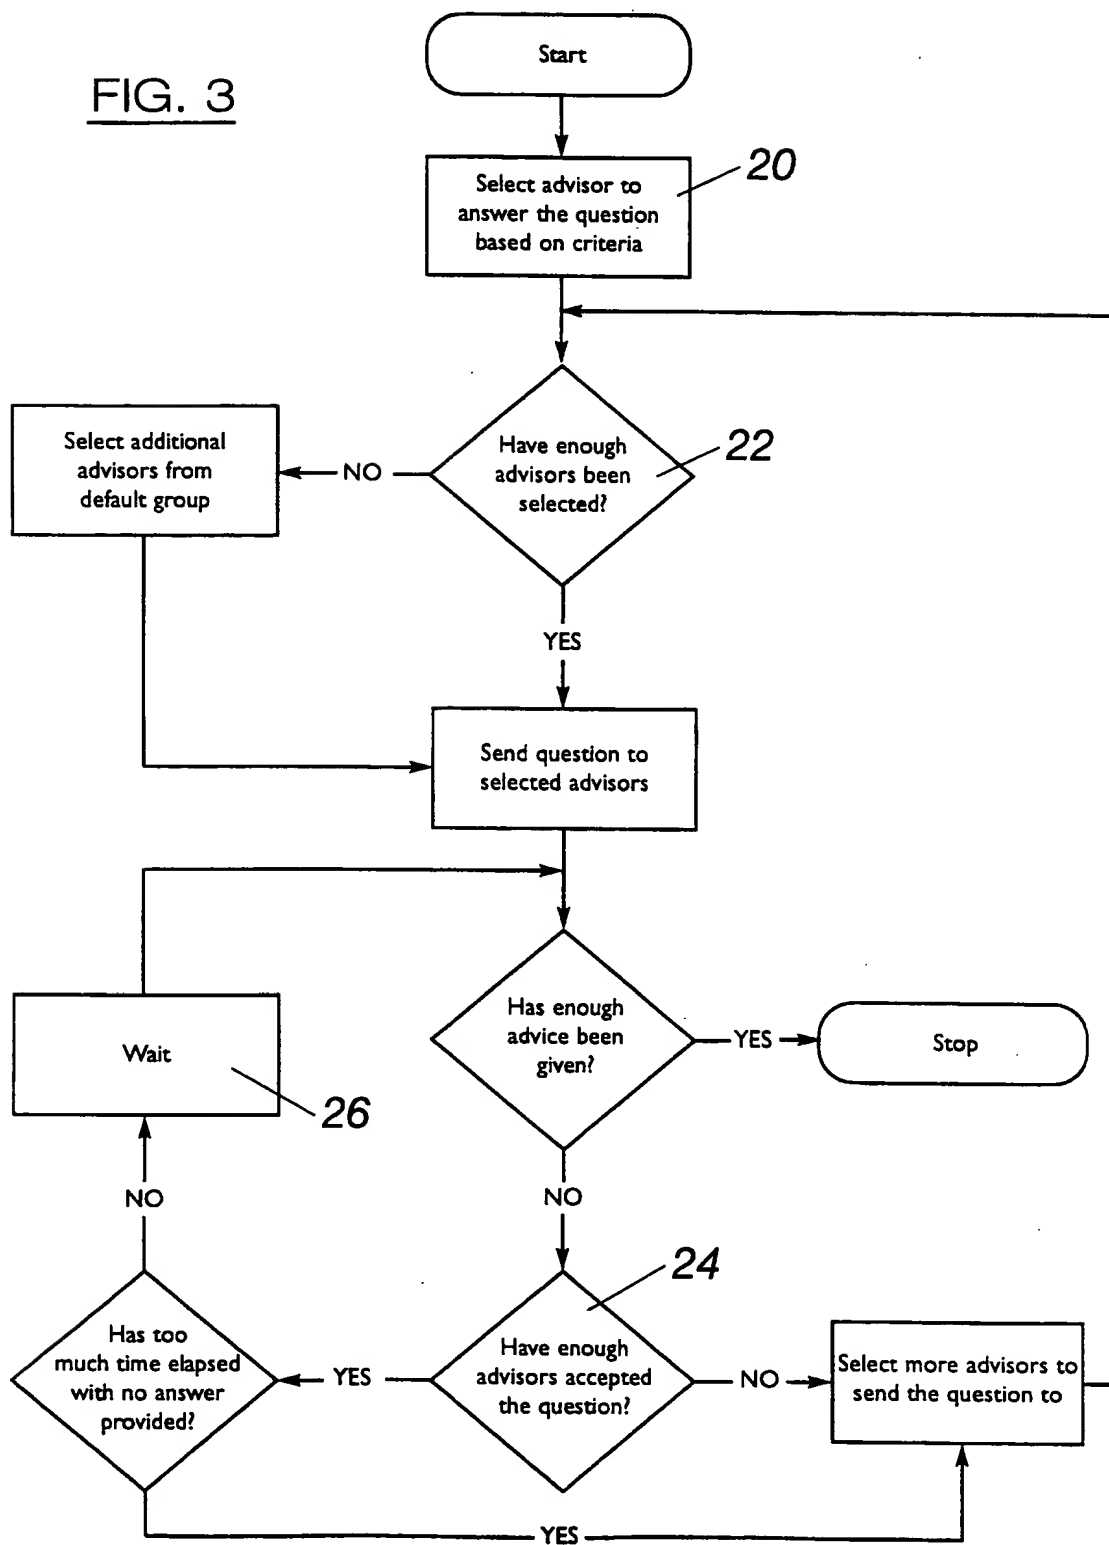 Start
FIG. 3
20
Select advisor to
answer the question
based on criteria
Have enough
advisors been
selected?
22
Select additional
advisors from
default group
NO
YES
Send question to
selected advisors
Has enough
advice been
given?
YES
Stop
Wait
26
NO
NO
24
Has too
much time elapsed
with no answer
provided?
YES
Have enough
advisors accepted
the question?
NO
Select more advisors to
send the question to
YES